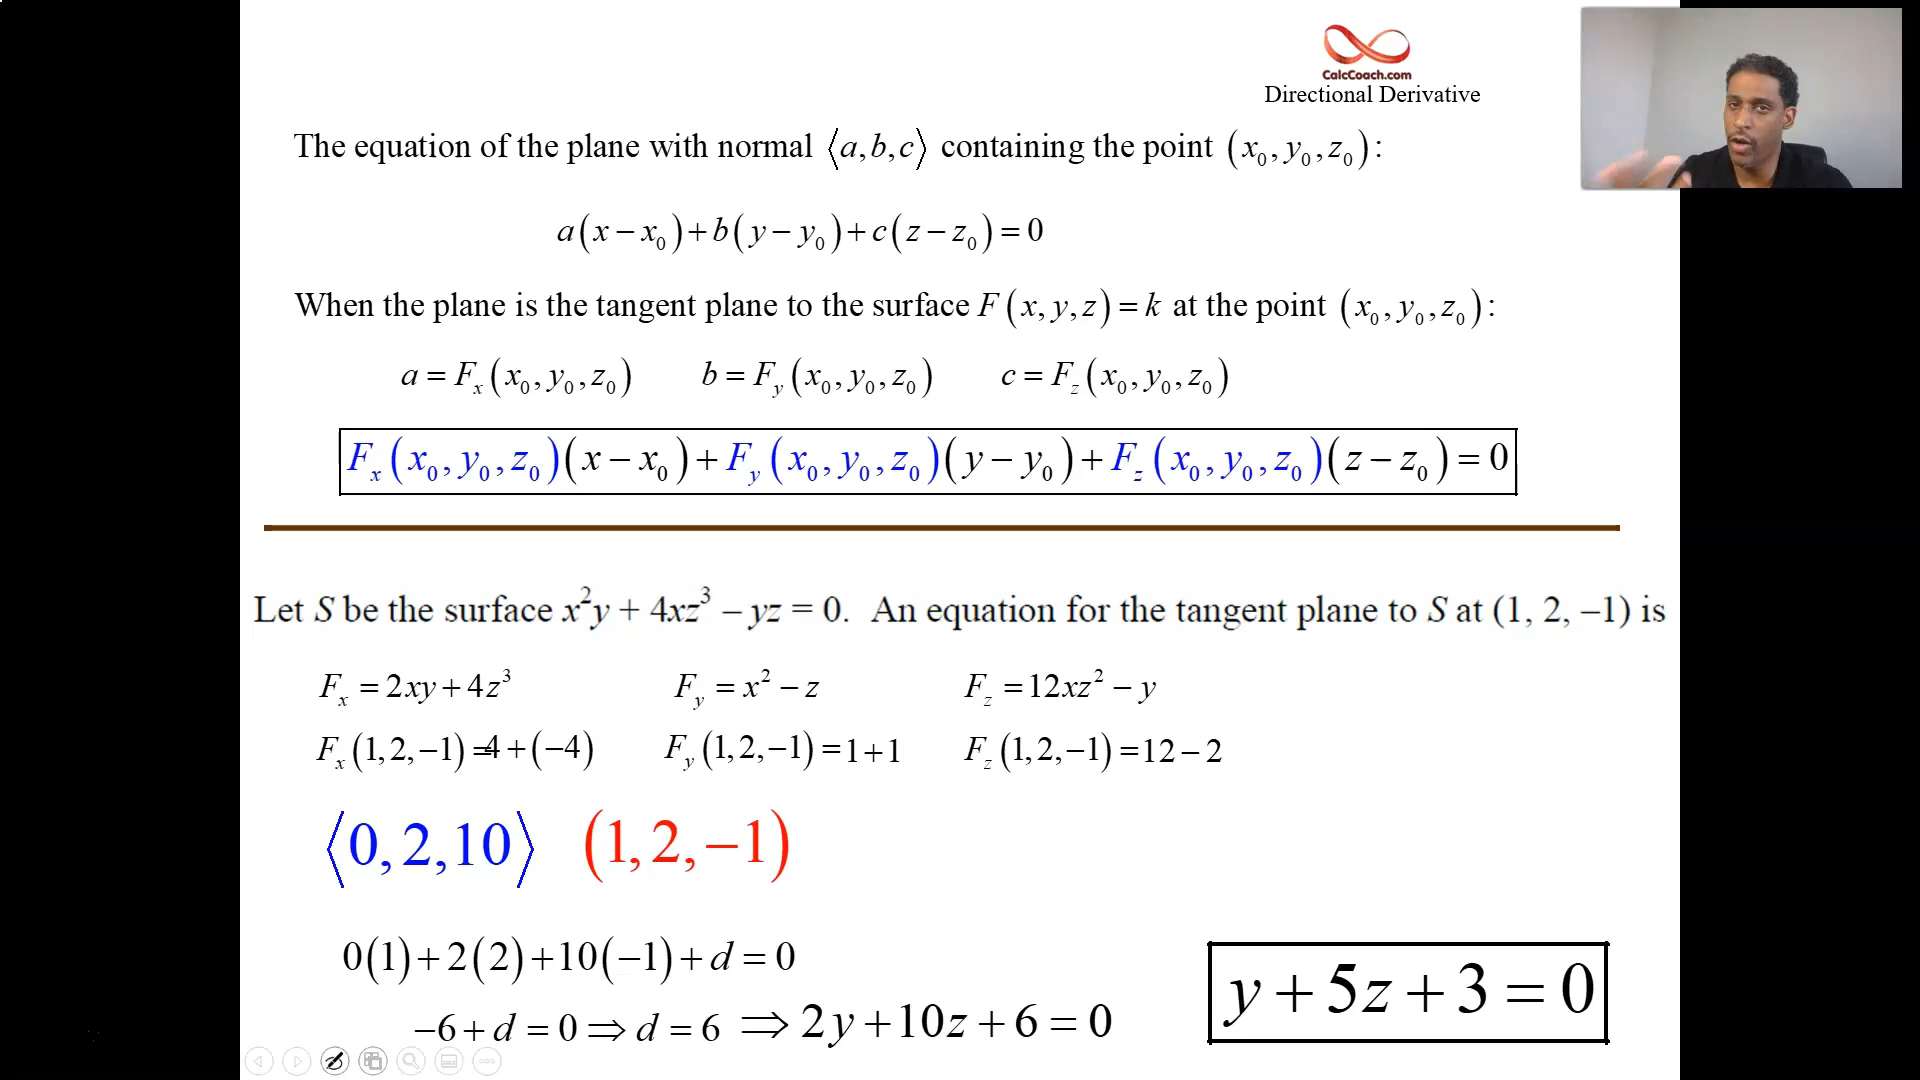 CalcCoach.com
Directional Derivative
The equation of the plane with normal ⟨a,b,c⟩ containing the point (x₀,y₀,z₀):
a(x−x₀)+b(y−y₀)+c(z−z₀)=0
When the plane is the tangent plane to the surface F(x,y,z)=k at the point (x₀,y₀,z₀):
a=Fₓ(x₀,y₀,z₀) b=F_y(x₀,y₀,z₀) c=F_z(x₀,y₀,z₀)
Fₓ(x₀,y₀,z₀)(x−x₀)+F_y(x₀,y₀,z₀)(y−y₀)+F_z(x₀,y₀,z₀)(z−z₀)=0
Let S be the surface x²y + 4xz³ – yz = 0. An equation for the tangent plane to S at (1, 2, –1) is
Fₓ =2xy+4z³ F_y =x²−z F_z =12xz²−y
Fₓ(1,2,−1)=4+(−4) F_y(1,2,−1)=1+1 F_z(1,2,−1)=12−2
⟨0,2,10⟩ (1,2,−1)
0(1)+2(2)+10(−1)+d=0
−6+d=0⇒d=6 ⇒2y+10z+6=0
y+5z+3=0